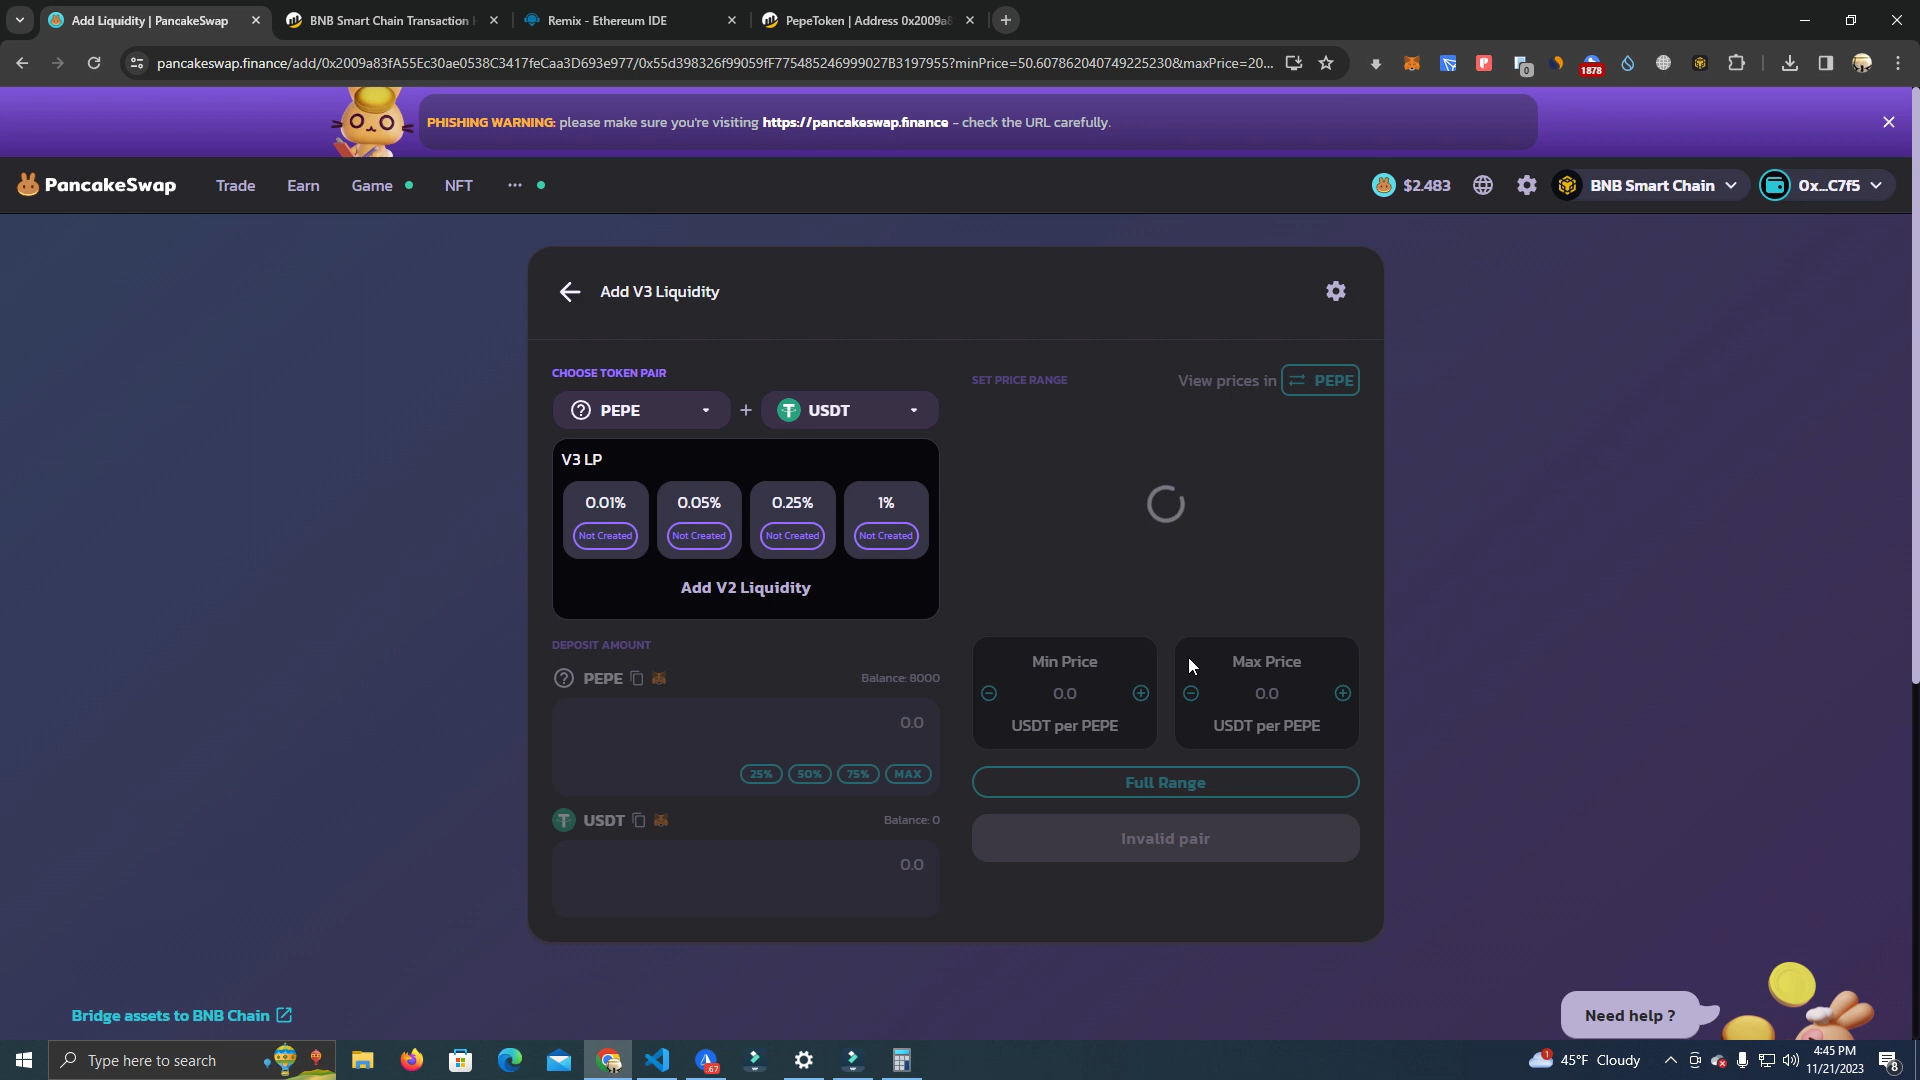 Add Liquidity | PancakeSwap
BNB Smart Chain Transaction
Remix - Ethereum IDE
PepeToken | Address 0x2009a8
pancakeswap.finance/add/0x2009a83fA55Ec30ae0538C3417feCaa3D693e977/0x55d398326f99059fF775485246999027B3197955?minPrice=50.607862040749225230&maxPrice=20...
0
1878
PHISHING WARNING: please make sure you're visiting https://pancakeswap.finance - check the URL carefully.
PancakeSwap
Trade
Earn
Game
NFT
$2.483
BNB Smart Chain
0x...C7f5
Add V3 Liquidity
CHOOSE TOKEN PAIR
SET PRICE RANGE
View prices in
PEPE
PEPE
+
USDT
V3 LP
0.01%
0.05%
0.25%
1%
Not Created
Not Created
Not Created
Not Created
Add V2 Liquidity
DEPOSIT AMOUNT
PEPE
Balance: 8000
0.0
25%
50%
75%
MAX
USDT
Balance: 0
0.0
Min Price
0.0
USDT per PEPE
Max Price
0.0
USDT per PEPE
Full Range
Invalid pair
Bridge assets to BNB Chain
Need help ?
Type here to search
.67
1
45°F Cloudy
4:45 PM
11/21/2023
8